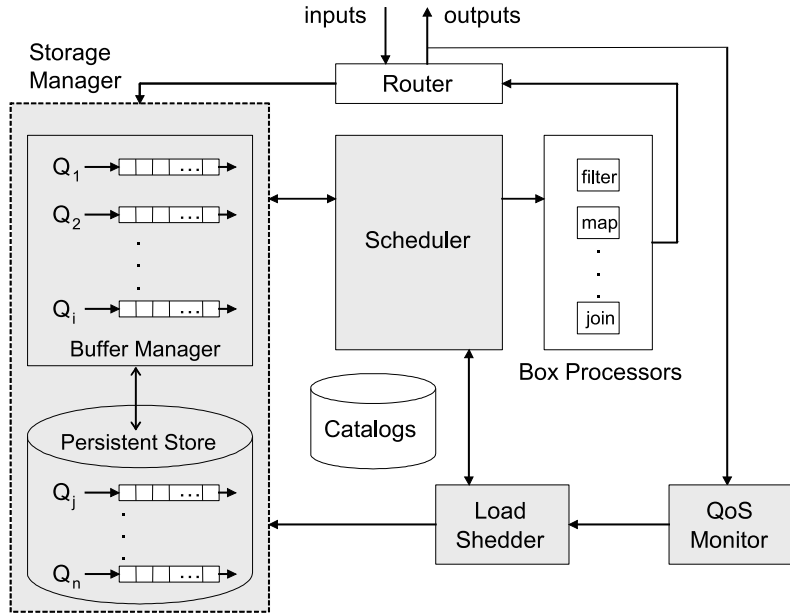 inputs outputs
Storage
Manager
Router
Q1 ...
Q2 ...
Qi ...
Buffer Manager
Scheduler
filter
map
join
Box Processors
Persistent Store
Catalogs
Qj ...
Qn ...
Load
Shedder
QoS
Monitor